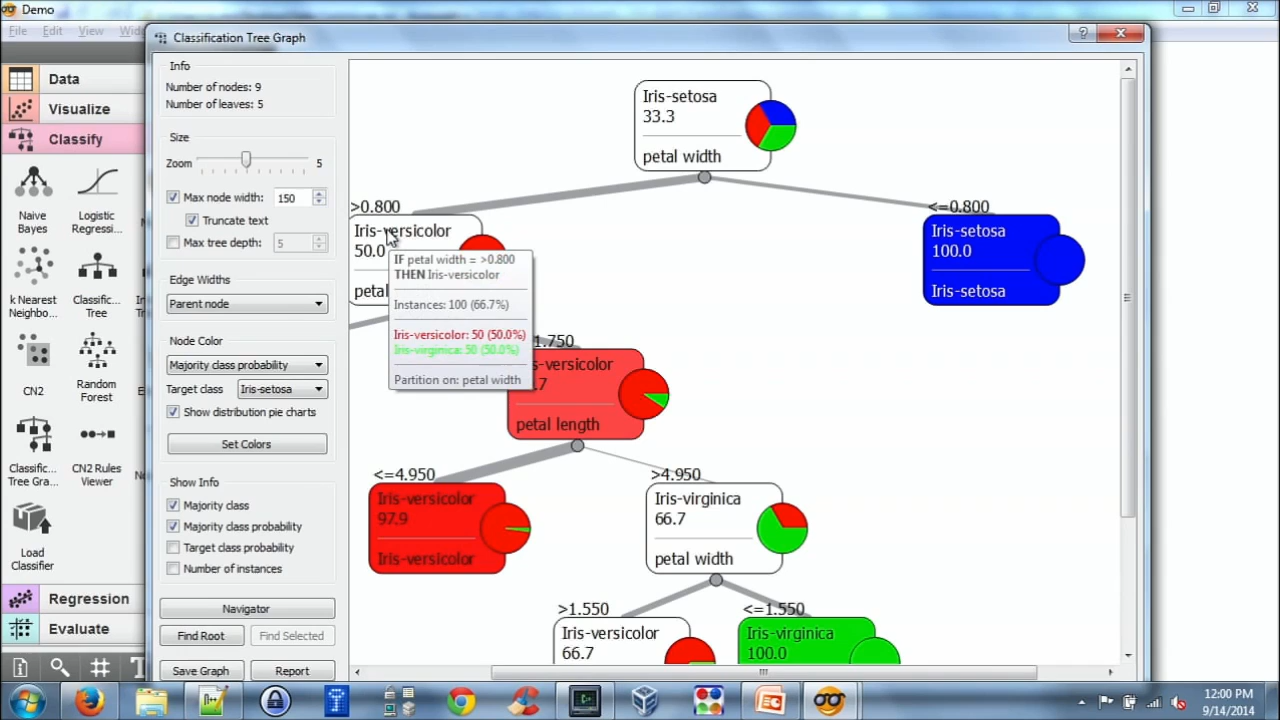 Demo
File Edit View
Classification Tree Graph
Data
Visualize
Classify
Naive
Bayes
Logistic
Regressi...
k Nearest
Neighbo...
Classific...
Tree
CN2
Random
Forest
Classific...
Tree Gra...
CN2 Rules
Viewer
Load
Classifier
Regression
Evaluate
Info
Number of nodes: 9
Number of leaves: 5
Size
Zoom 5
Max node width: 150
Truncate text
Max tree depth: 5
Edge Widths
Parent node
Node Color
Majority class probability
Target class Iris-setosa
Show distribution pie charts
Set Colors
Show Info
Majority class
Majority class probability
Target class probability
Number of instances
Navigator
Find Root Find Selected
Save Graph Report
Iris-setosa
33.3
petal width
>0.800
Iris-versicolor
50.0
petal
<=0.800
Iris-setosa
100.0
Iris-setosa
IF petal width = >0.800
THEN Iris-versicolor
Instances: 100 (66.7%)
Iris-versicolor: 50 (50.0%)
Iris-virginica: 50 (50.0%)
Partition on: petal width
1.750
s-versicolor
.7
petal length
<=4.950
Iris-versicolor
97.9
Iris-versicolor
>4.950
Iris-virginica
66.7
petal width
>1.550
Iris-versicolor
66.7
<=1.550
Iris-virginica
100.0
12:00 PM
9/14/2014